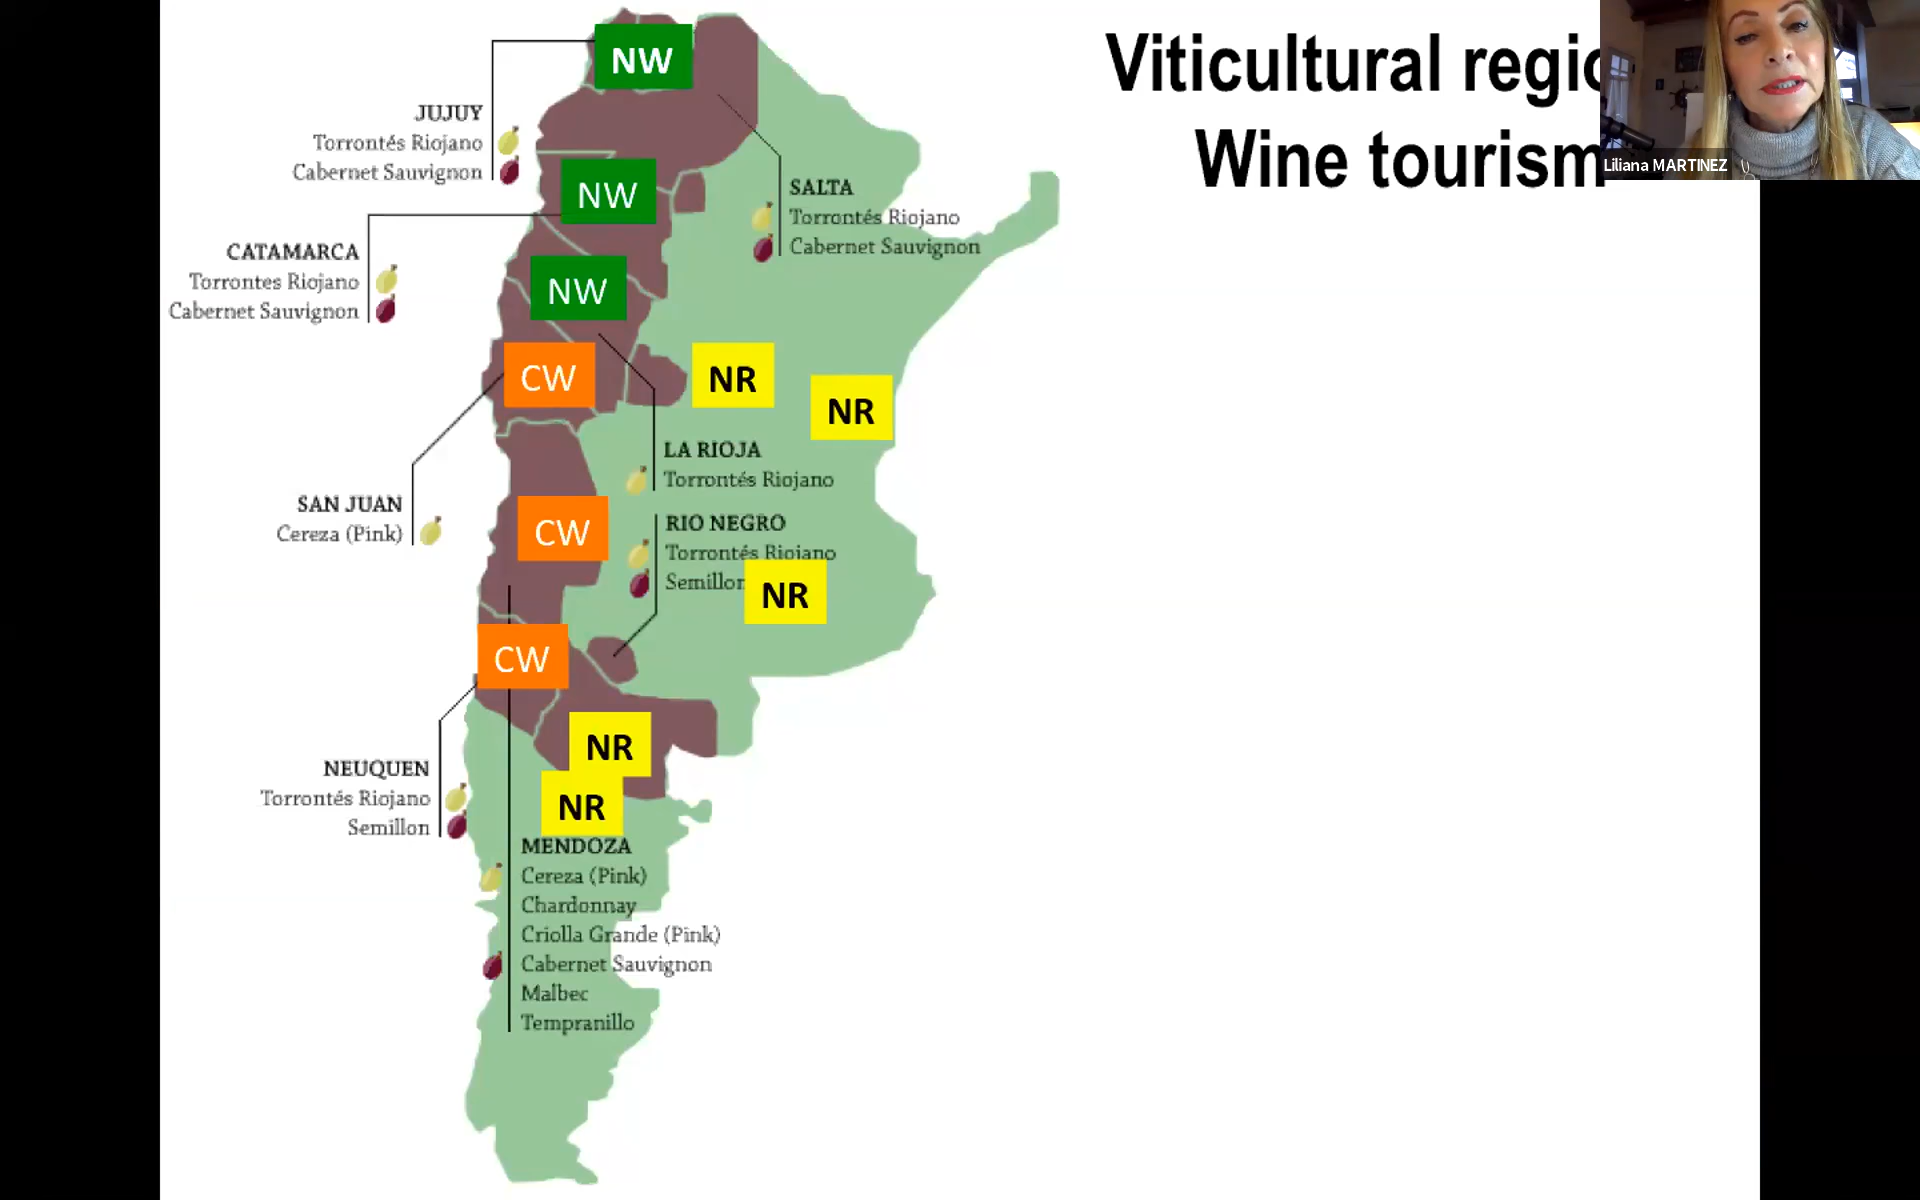 Viticultural regio
Wine tourism
Liliana MARTINEZ
NW
JUJUY
Torrontés Riojano
Cabernet Sauvignon
NW
SALTA
Torrontés Riojano
Cabernet Sauvignon
CATAMARCA
Torrontes Riojano
Cabernet Sauvignon
NW
CW
NR
NR
LA RIOJA
Torrontés Riojano
SAN JUAN
Cereza (Pink)
CW
RIO NEGRO
Torrontés Riojano
Semillon
NR
CW
NR
NEUQUEN
Torrontés Riojano
Semillon
NR
MENDOZA
Cereza (Pink)
Chardonnay
Criolla Grande (Pink)
Cabernet Sauvignon
Malbec
Tempranillo